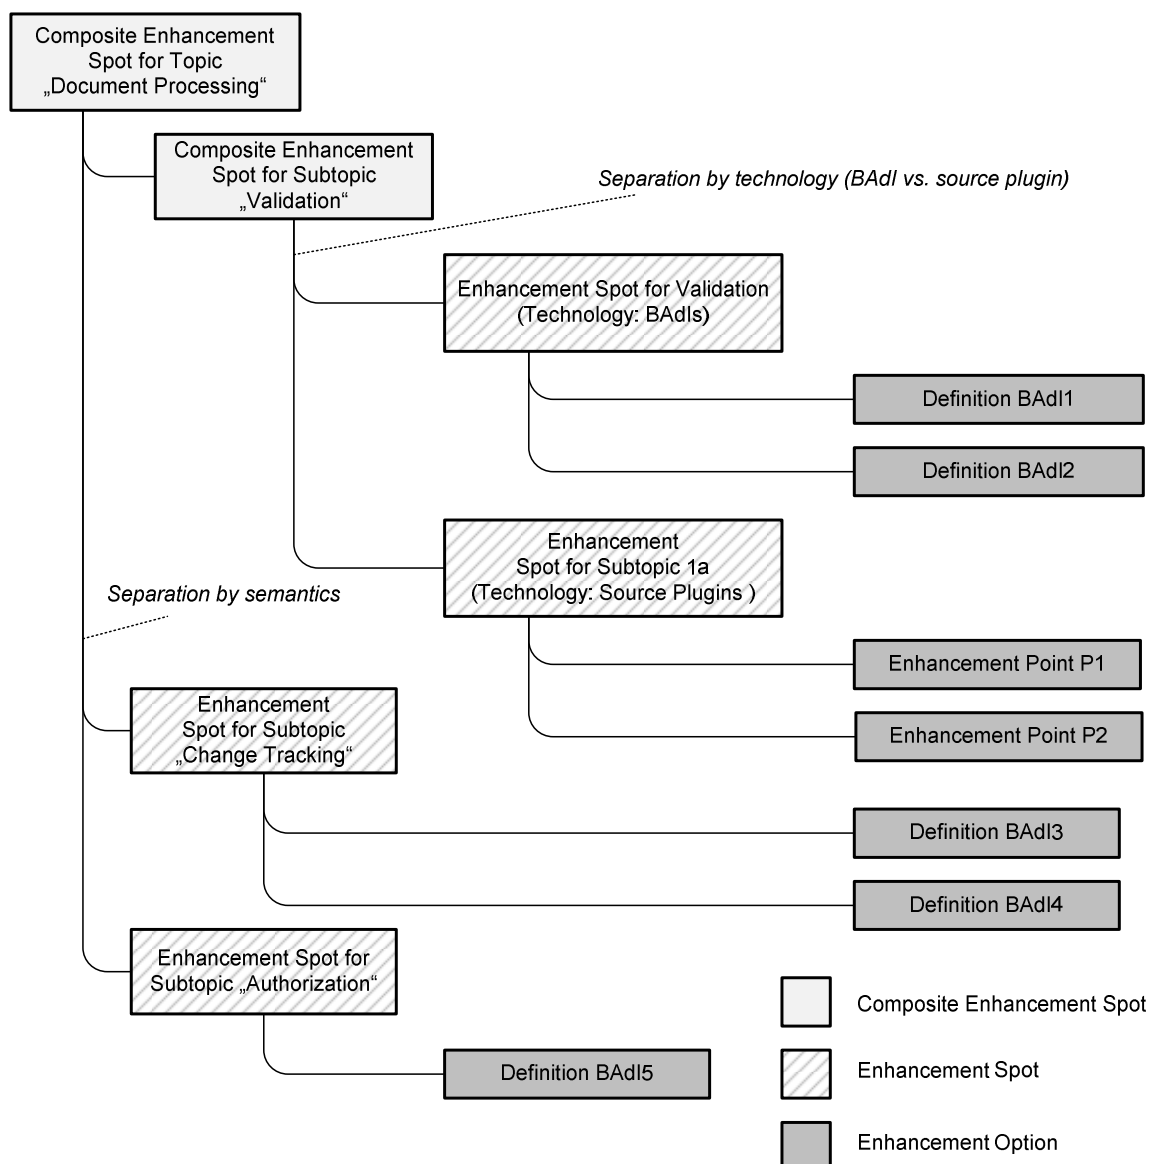 Composite Enhancement
Spot for Topic
„Document Processing“
Composite Enhancement
Spot for Subtopic
„Validation“
Separation by technology (BAdI vs. source plugin)
Enhancement Spot for Validation
(Technology: BAdIs)
Definition BAdI1
Definition BAdI2
Enhancement
Spot for Subtopic 1a
(Technology: Source Plugins )
Separation by semantics
Enhancement Point P1
Enhancement
Spot for Subtopic
„Change Tracking“
Enhancement Point P2
Definition BAdI3
Definition BAdI4
Enhancement Spot for
Subtopic „Authorization“
Definition BAdI5
Composite Enhancement Spot
Enhancement Spot
Enhancement Option